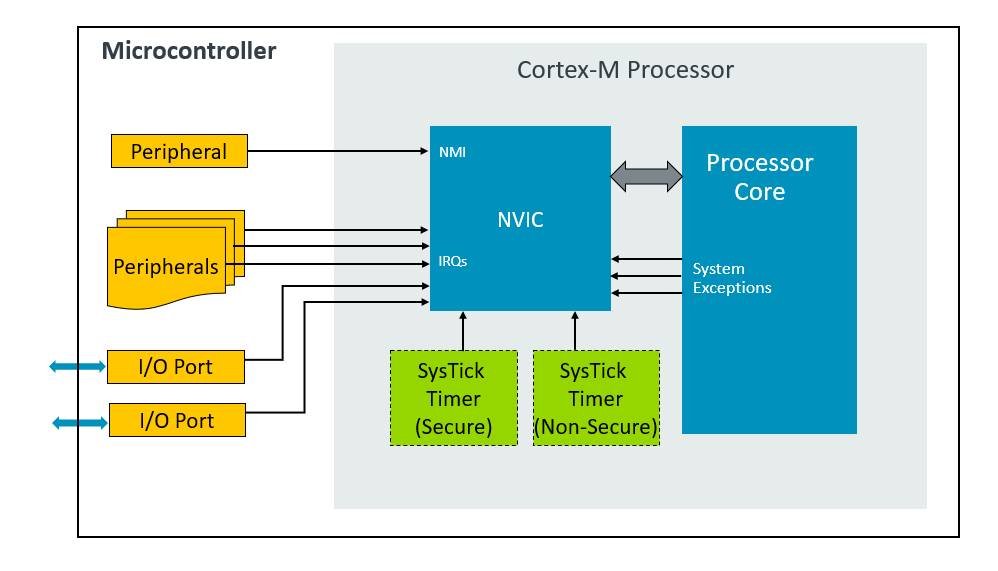 Microcontroller
Cortex-M Processor
Peripheral
NMI
Processor
Core
NVIC
Peripherals
IRQs
System
Exceptions
I/O Port
I/O Port
SysTick
Timer
(Secure)
SysTick
Timer
(Non-Secure)